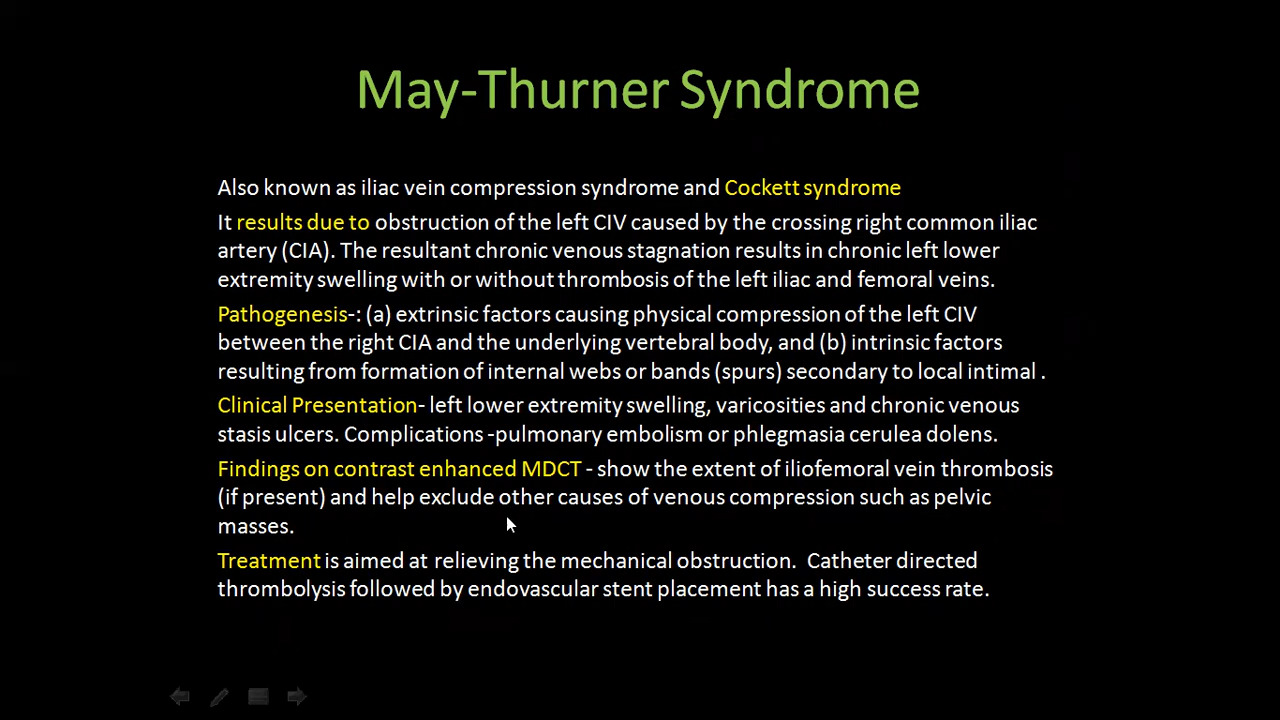 May-Thurner Syndrome
Also known as iliac vein compression syndrome and Cockett syndrome
It results due to obstruction of the left CIV caused by the crossing right common iliac
artery (CIA). The resultant chronic venous stagnation results in chronic left lower
extremity swelling with or without thrombosis of the left iliac and femoral veins.
Pathogenesis-: (a) extrinsic factors causing physical compression of the left CIV
between the right CIA and the underlying vertebral body, and (b) intrinsic factors
resulting from formation of internal webs or bands (spurs) secondary to local intimal .
Clinical Presentation- left lower extremity swelling, varicosities and chronic venous
stasis ulcers. Complications -pulmonary embolism or phlegmasia cerulea dolens.
Findings on contrast enhanced MDCT - show the extent of iliofemoral vein thrombosis
(if present) and help exclude other causes of venous compression such as pelvic
masses.
Treatment is aimed at relieving the mechanical obstruction.  Catheter directed
thrombolysis followed by endovascular stent placement has a high success rate.